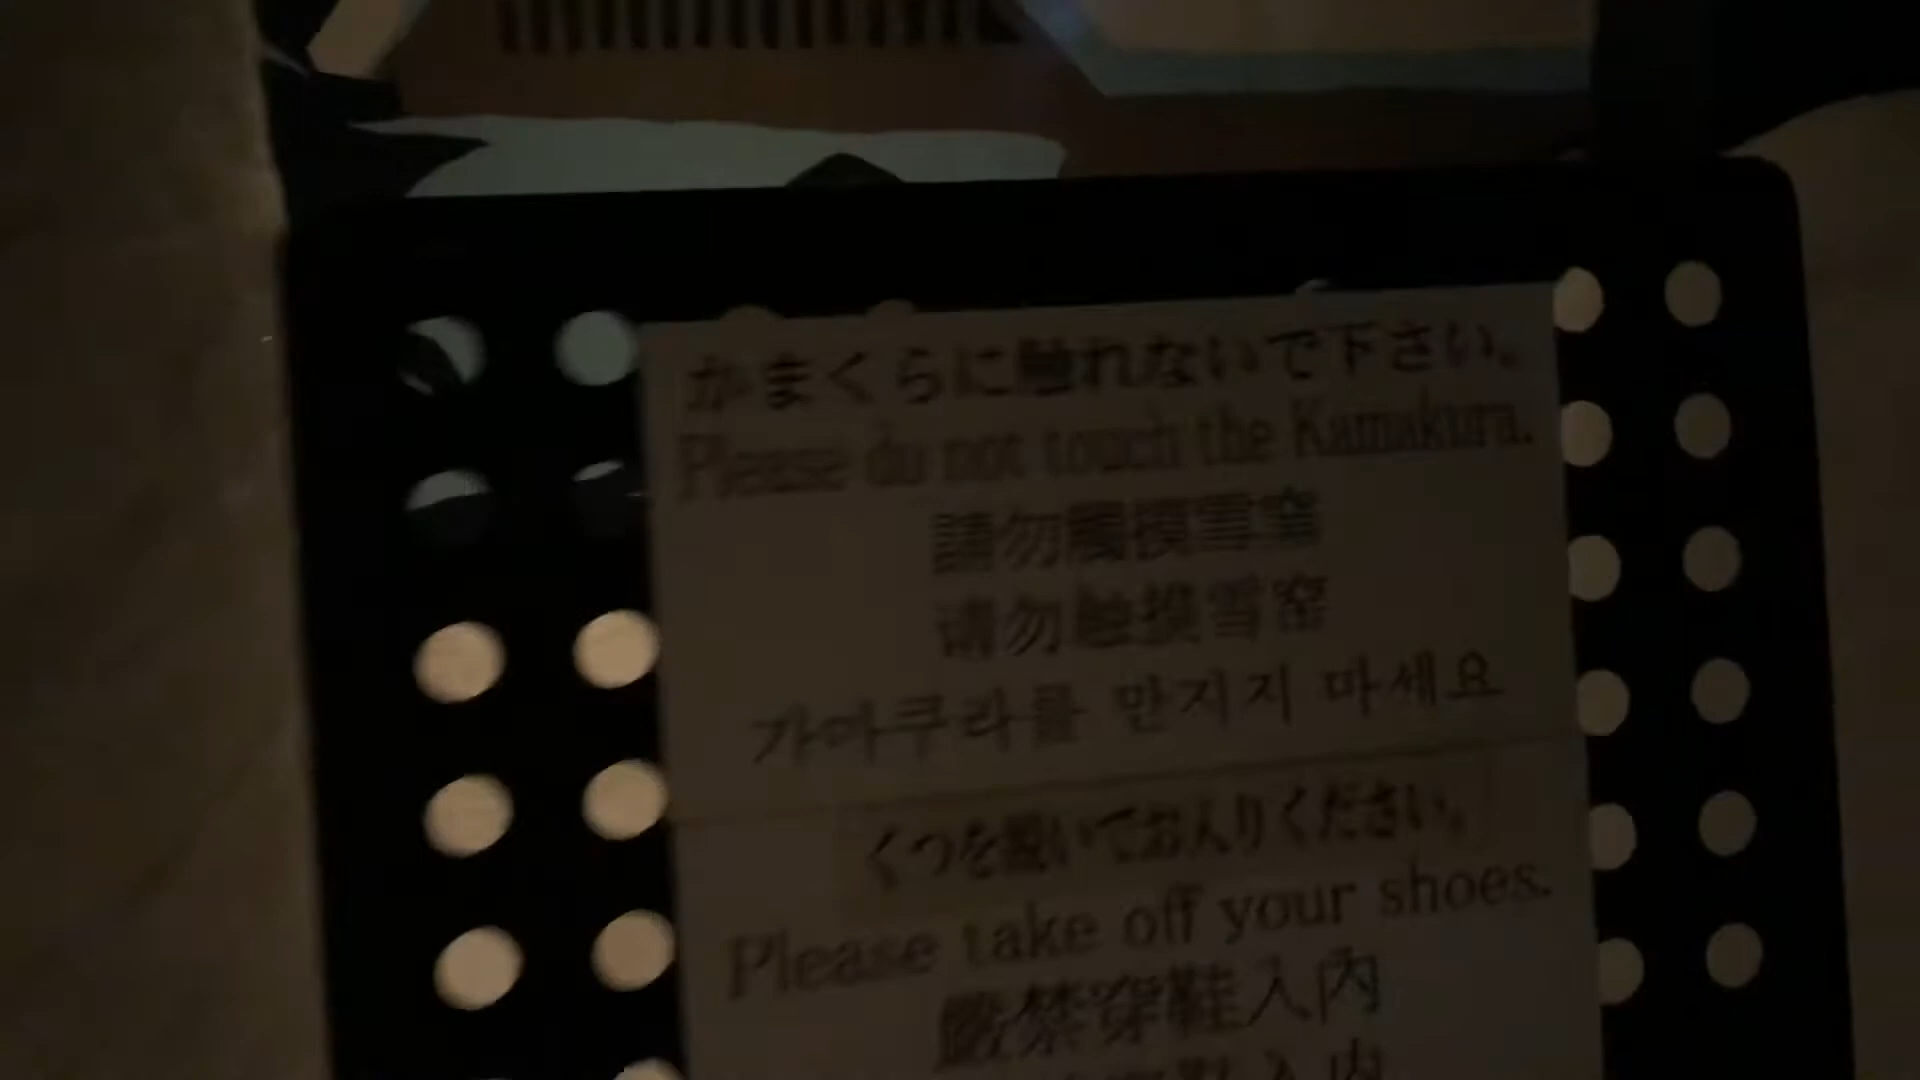 かまくらに触れないで下さい。
Please do not touch the Kamakura.
請勿觸摸雪窯
请勿触摸雪窑
가마쿠라를 만지지 마세요
くつを脱いでお入りください。
Please take off your shoes.
嚴禁穿鞋入內
入内